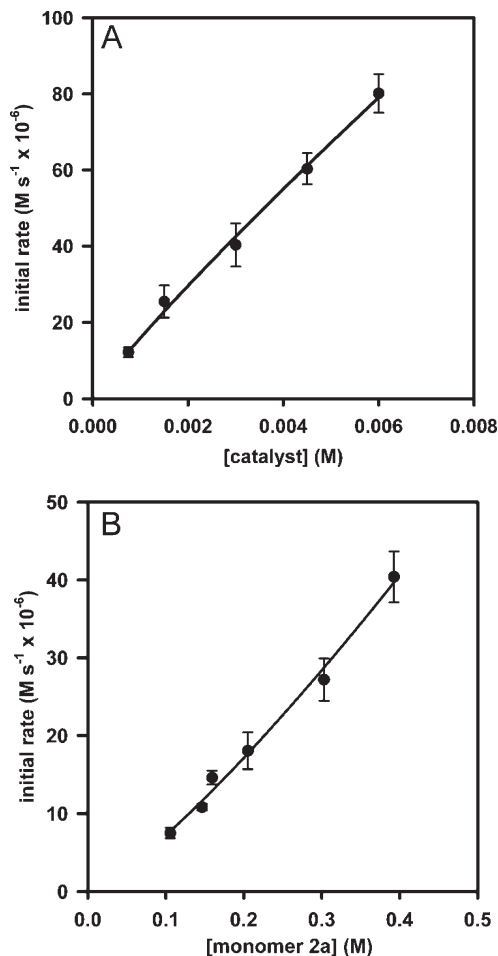 A
100
80
60
40
20
0
initial rate (M s⁻¹ x 10⁻⁶)
0.000 0.002 0.004 0.006 0.008
[catalyst] (M)
B
50
40
30
20
10
0
initial rate (M s⁻¹ x 10⁻⁶)
0.0 0.1 0.2 0.3 0.4 0.5
[monomer 2a] (M)